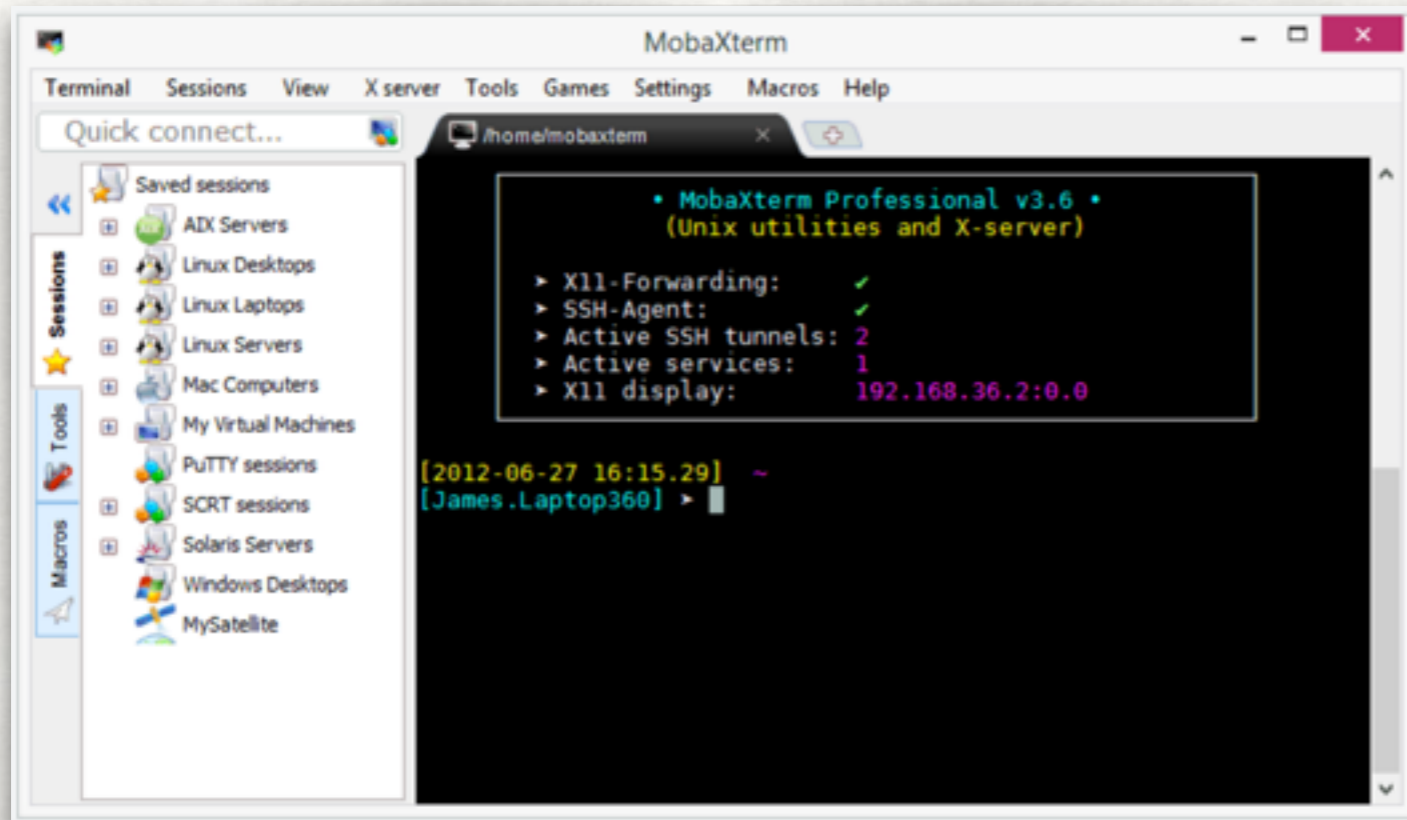 MobaXterm
Terminal Sessions View X server Tools Games Settings Macros Help
Quick connect...
/home/mobaxterm
Saved sessions
AIX Servers
Linux Desktops
Linux Laptops
Linux Servers
Mac Computers
My Virtual Machines
PuTTY sessions
SCRT sessions
Solaris Servers
Windows Desktops
MySatellite
Sessions
Tools
Macros
• MobaXterm Professional v3.6 •
(Unix utilities and X-server)
➤ X11-Forwarding: ✔
➤ SSH-Agent: ✔
➤ Active SSH tunnels: 2
➤ Active services: 1
➤ X11 display: 192.168.36.2:0.0
[2012-06-27 16:15.29] ~
[James.Laptop360] ➤